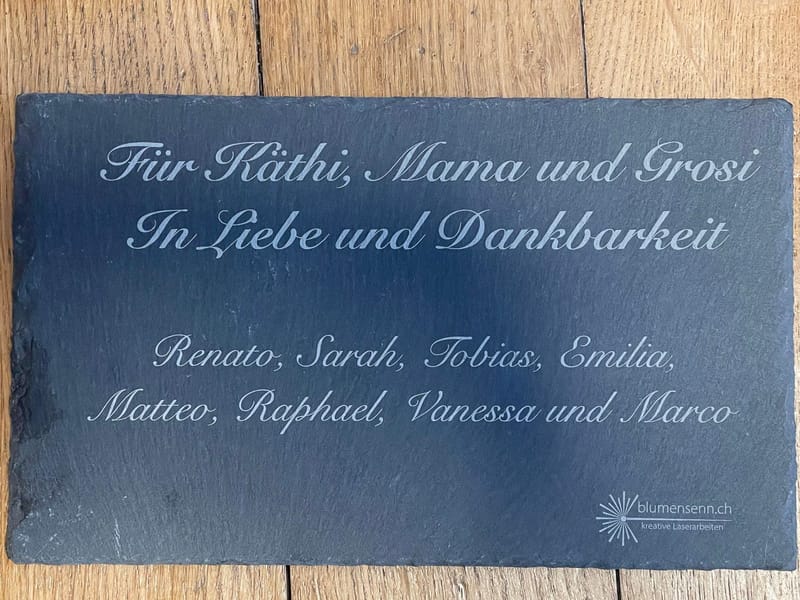 Für Käthi, Mama und Grosi
In Liebe und Dankbarkeit
Renato, Sarah, Tobias, Emilia,
Matteo, Raphael, Vanessa und Marco
blumensenn.ch
kreative Laserarbeiten